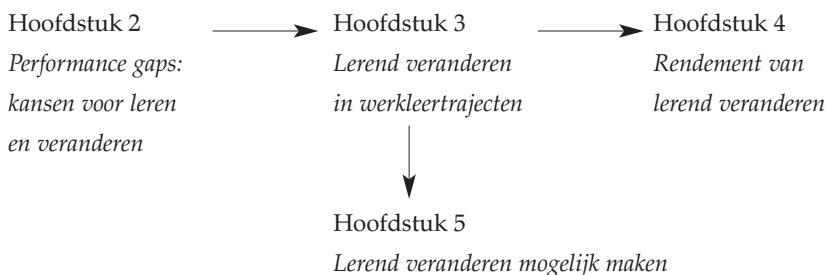 Hoofdstuk 2
Performance gaps:
kansen voor leren
en veranderen
Hoofdstuk 3
Lerend veranderen
in werkleertrajecten
Hoofdstuk 4
Rendement van
lerend veranderen
Hoofdstuk 5
Lerend veranderen mogelijk maken